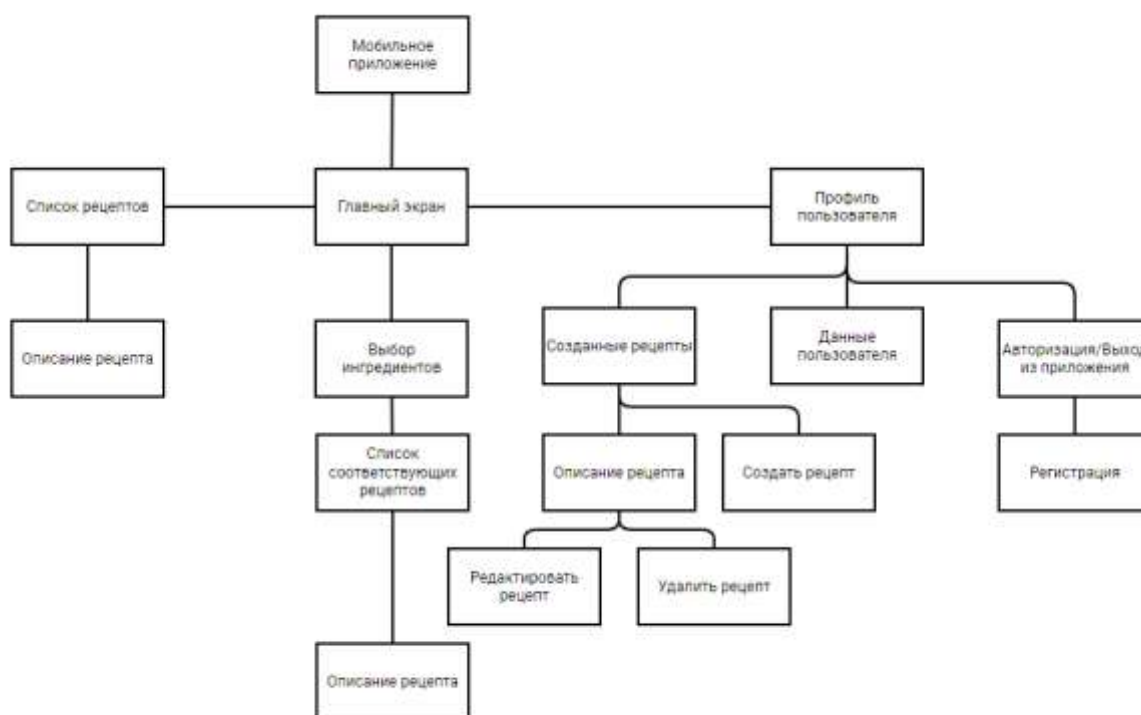 Мобильное
приложение
Список рецептов
Главный экран
Профиль
пользователя
Описание рецепта
Выбор
ингредиентов
Созданные рецепты
Данные
пользователя
Авторизация/Выход
из приложения
Список
соответствующих
рецептов
Описание рецепта
Создать рецепт
Регистрация
Редактировать
рецепт
Удалить рецепт
Описание рецепта